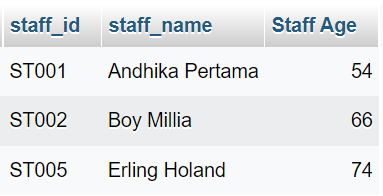 staff_id staff_name Staff Age
ST001 Andhika Pertama 54
ST002 Boy Millia 66
ST005 Erling Holand 74